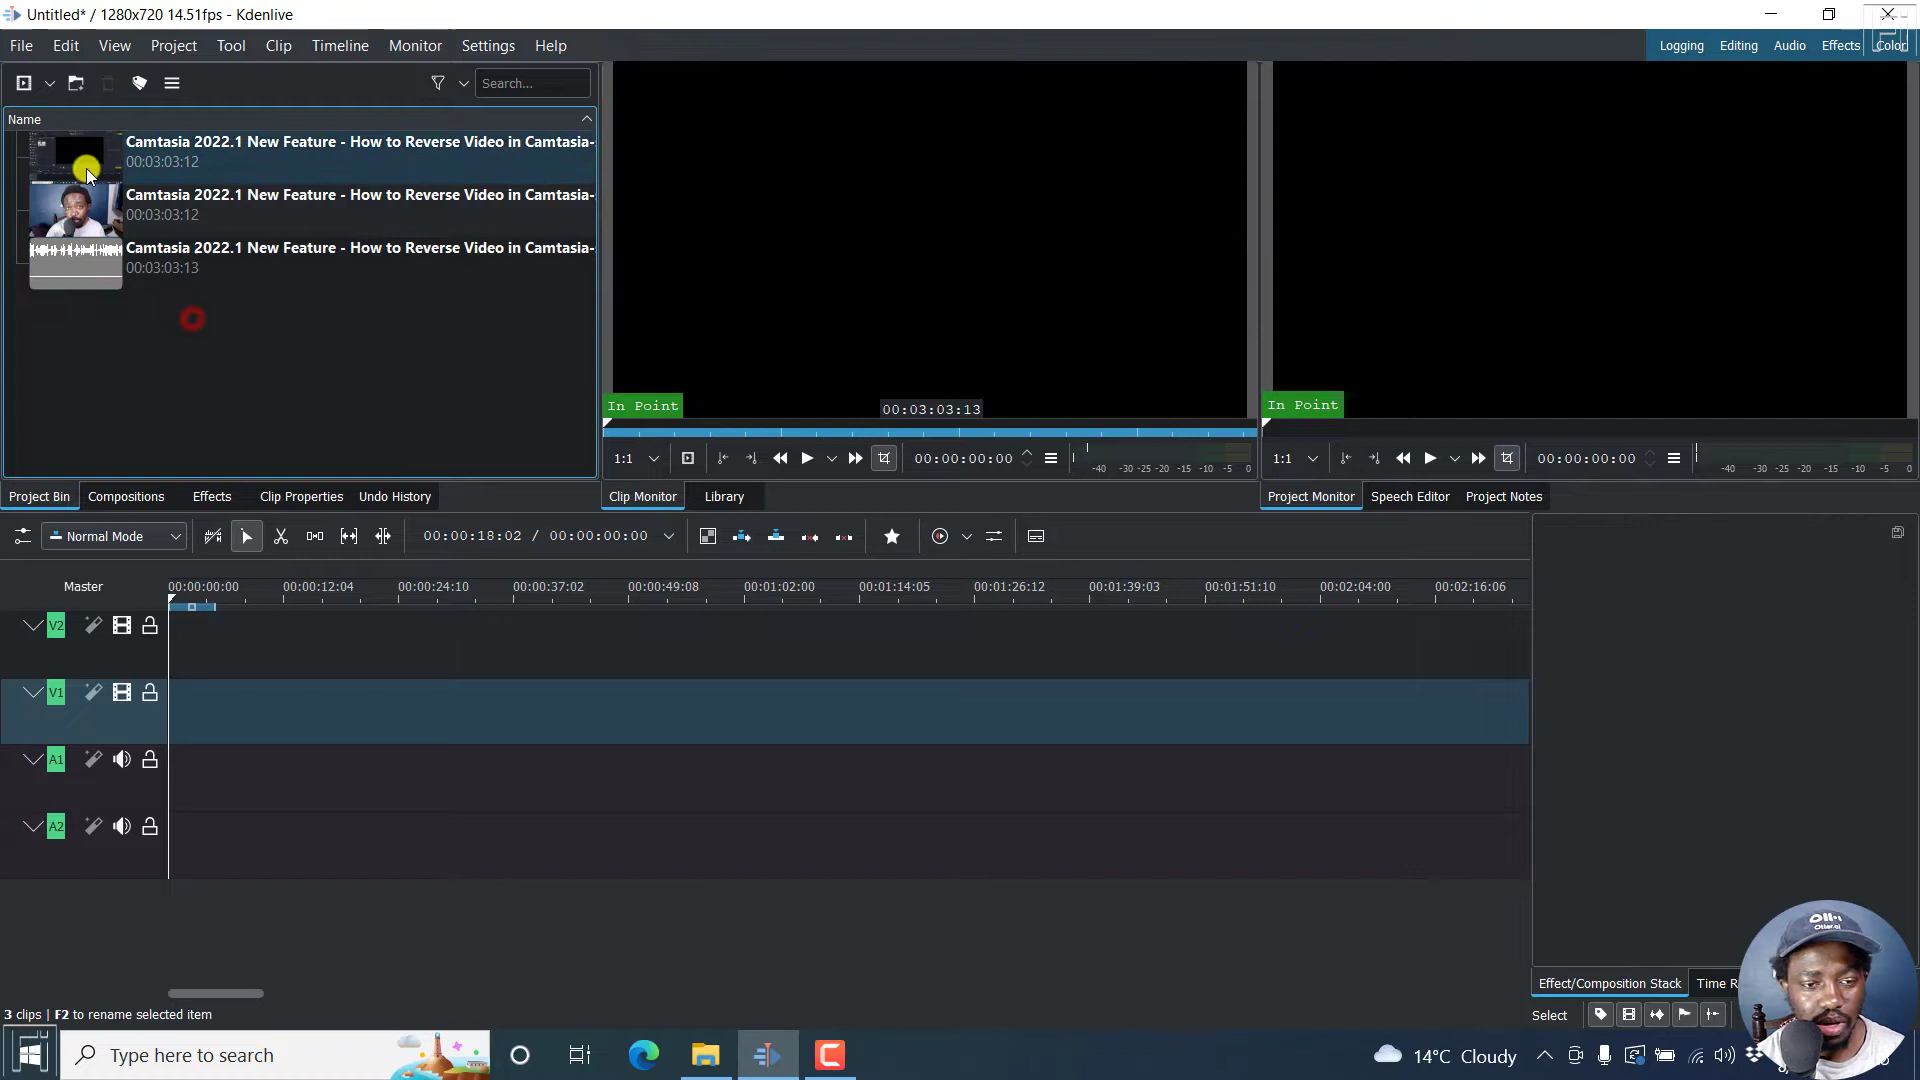 Untitled* / 1280x720 14.51fps - Kdenlive
File Edit View Project Tool Clip Timeline Monitor Settings Help
Logging Editing Audio Effects Color
Search...
Name
Camtasia 2022.1 New Feature - How to Reverse Video in Camtasia-
00:03:03:12
Camtasia 2022.1 New Feature - How to Reverse Video in Camtasia-
00:03:03:12
Camtasia 2022.1 New Feature - How to Reverse Video in Camtasia-
00:03:03:13
In Point
00:03:03:13
In Point
1:1
00:00:00:00
-40 -30 -25 -20 -15 -10 -5 0
1:1
00:00:00:00
-40 -30 -25 -20 -15 -10 -5 0
Project Bin Compositions Effects Clip Properties Undo History
Clip Monitor Library
Project Monitor Speech Editor Project Notes
Normal Mode
00:00:18:02 / 00:00:00:00
Master
00:00:00:00 00:00:12:04 00:00:24:10 00:00:37:02 00:00:49:08 00:01:02:00 00:01:14:05 00:01:26:12 00:01:39:03 00:01:51:10 00:02:04:00 00:02:16:06
V2
V1
A1
A2
Effect/Composition Stack Time R
3 clips | F2 to rename selected item
Select
Type here to search
14°C Cloudy
Otter.ai